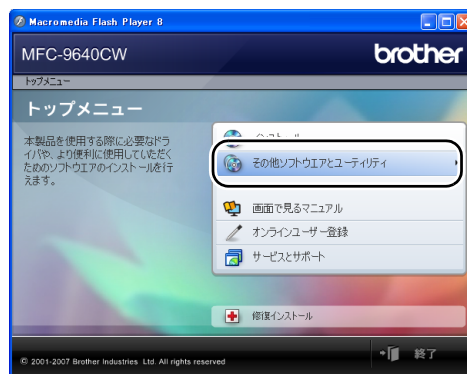 Macromedia Flash Player 8
MFC-9640CW
brother
トップメニュー
トップメニュー
本製品を使用する際に必要なドラ
イバや、より便利に使用していただく
ためのソフトウエアのインストールを行
えます。
その他ソフトウエアとユーティリティ
画面で見るマニュアル
オンラインユーザー登録
サービスとサポート
修復インストール
© 2001-2007 Brother Industries Ltd. All rights reserved
終了